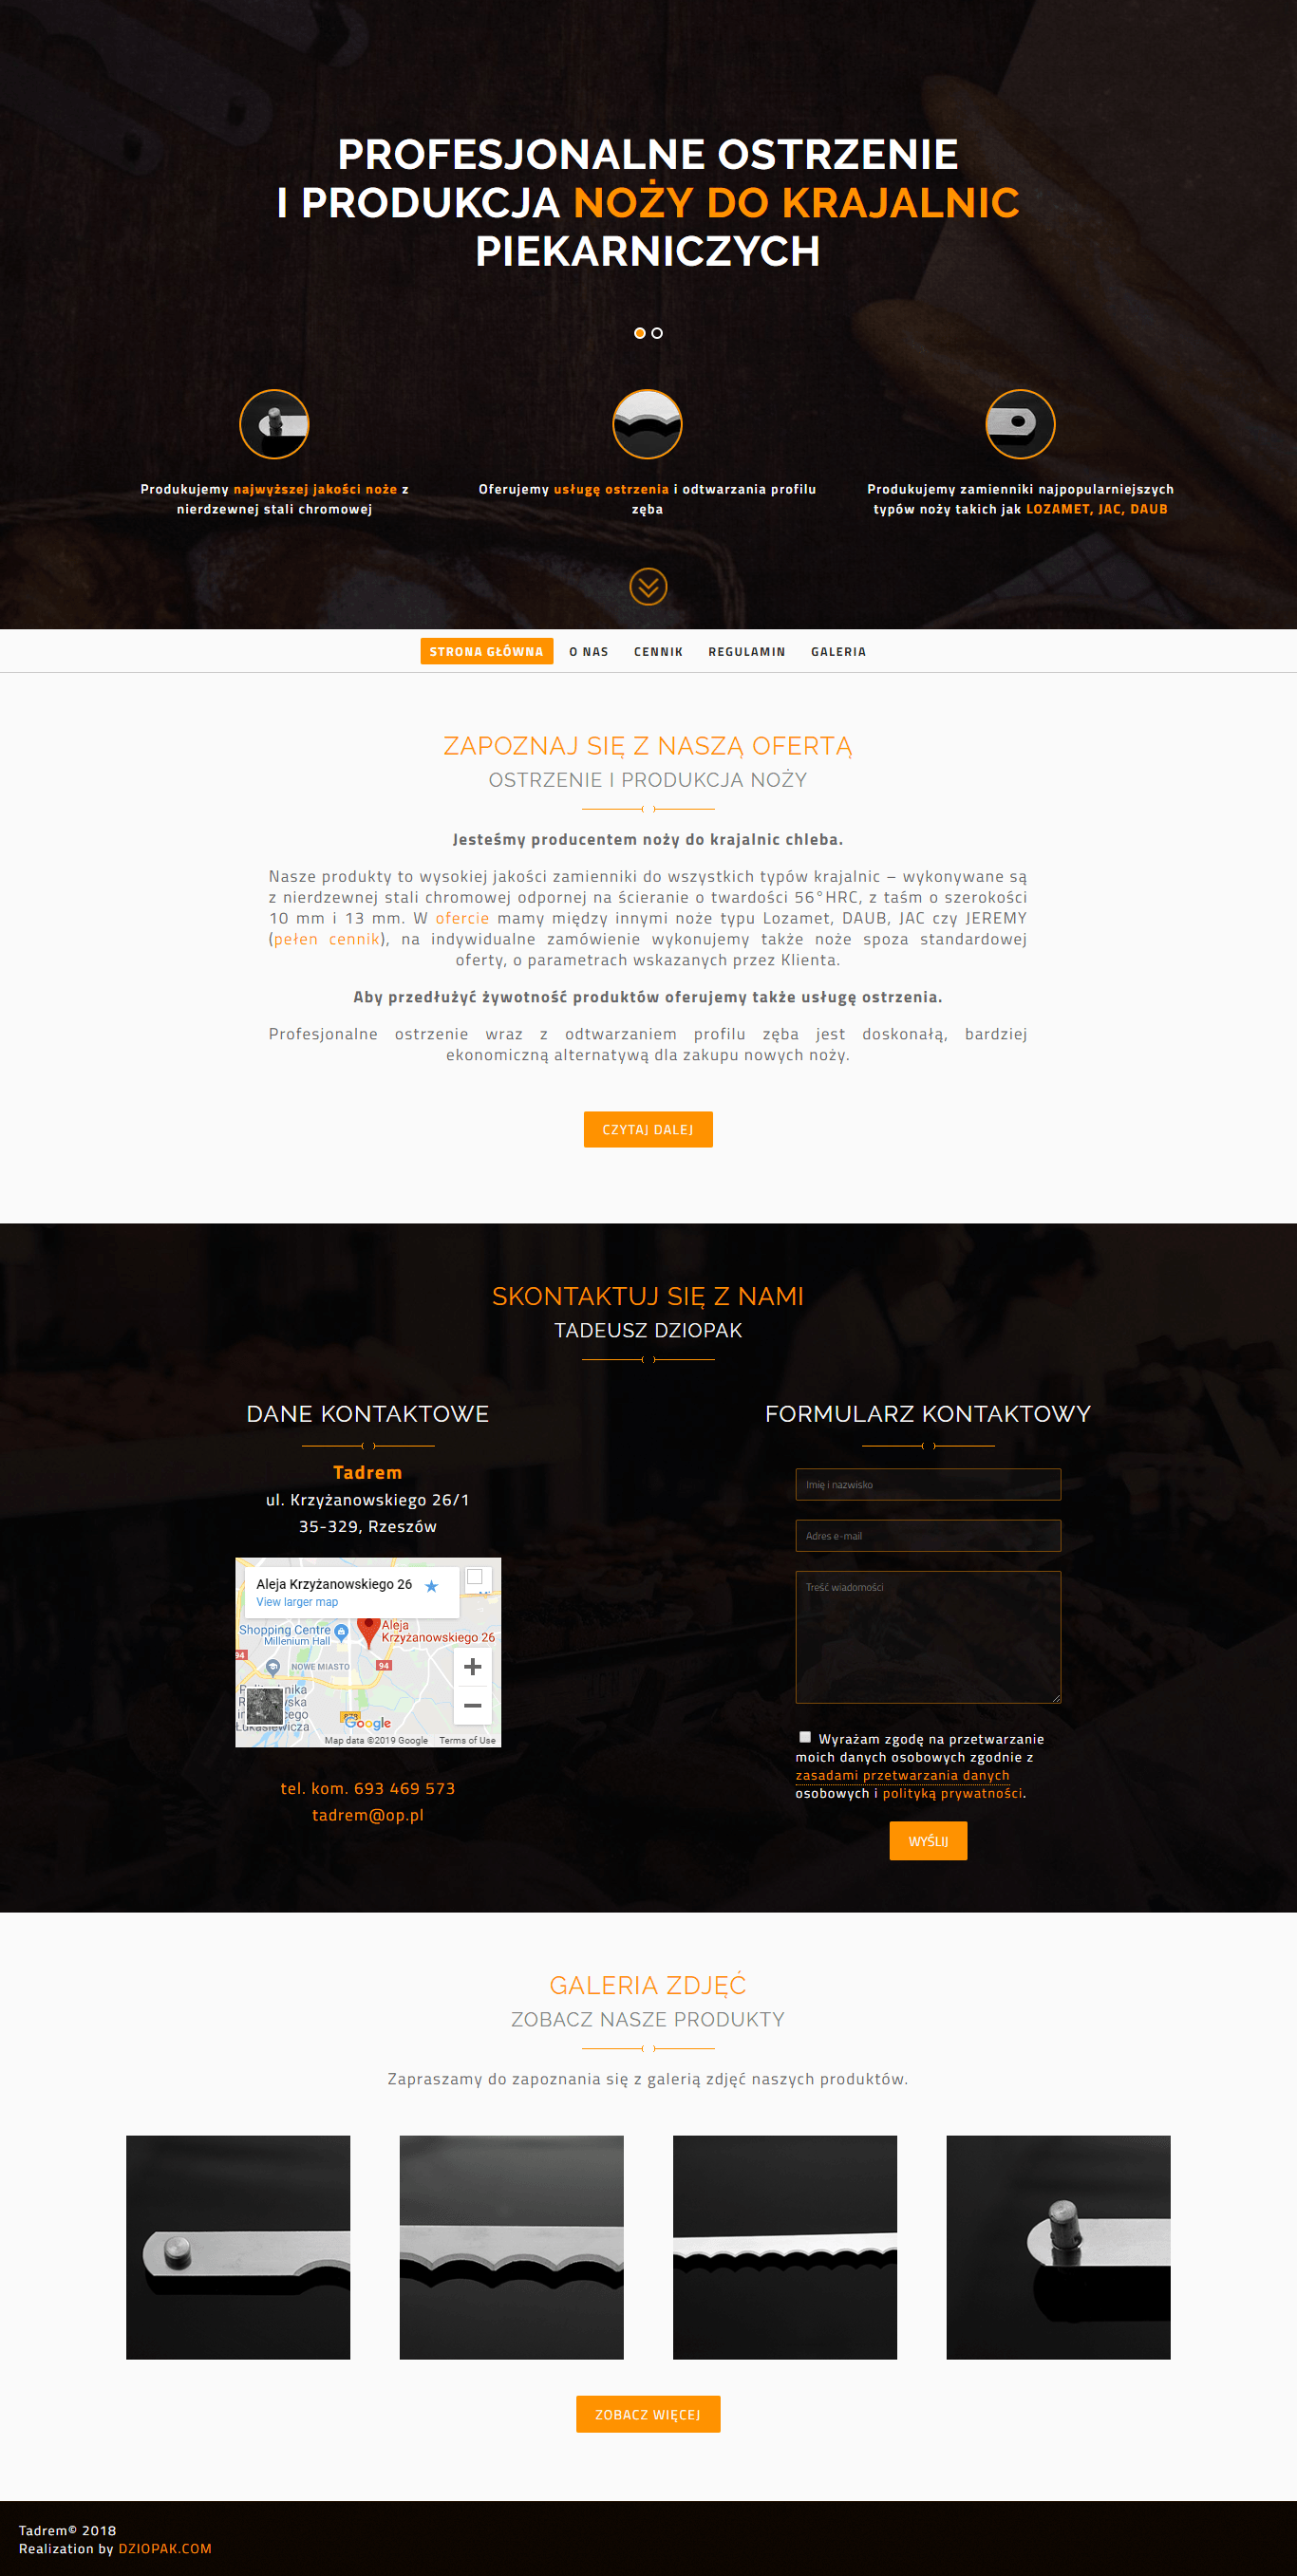 PROFESJONALNE OSTRZENIE
I PRODUKCJA NOŻY DO KRAJALNIC
PIEKARNICZYCH
Produkujemy najwyższej jakości noże z
nierdzewnej stali chromowej
Oferujemy usługę ostrzenia i odtwarzania profilu
zęba
Produkujemy zamienniki najpopularniejszych
typów noży takich jak LOZAMET, JAC, DAUB
STRONA GŁÓWNA O NAS CENNIK REGULAMIN GALERIA
ZAPOZNAJ SIĘ Z NASZĄ OFERTĄ
OSTRZENIE I PRODUKCJA NOŻY
Jesteśmy producentem noży do krajalnic chleba.
Nasze produkty to wysokiej jakości zamienniki do wszystkich typów krajalnic – wykonywane są
z nierdzewnej stali chromowej odpornej na ścieranie o twardości 56°HRC, z taśm o szerokości
10 mm i 13 mm. W ofercie mamy między innymi noże typu Lozamet, DAUB, JAC czy JEREMY
(pełen cennik), na indywidualne zamówienie wykonujemy także noże spoza standardowej
oferty, o parametrach wskazanych przez Klienta.
Aby przedłużyć żywotność produktów oferujemy także usługę ostrzenia.
Profesjonalne ostrzenie wraz z odtwarzaniem profilu zęba jest doskonałą, bardziej
ekonomiczną alternatywą dla zakupu nowych noży.
CZYTAJ DALEJ
SKONTAKTUJ SIĘ Z NAMI
TADEUSZ DZIOPAK
DANE KONTAKTOWE
Tadrem
ul. Krzyżanowskiego 26/1
35-329, Rzeszów
Aleja Krzyżanowskiego 26
View larger map
Shopping Centre
Millenium Hall
Aleja
Krzyżanowskiego 26
94
NOWE MIASTO
94
878
Google
Map data ©2019 Google Terms of Use
tel. kom. 693 469 573
tadrem@op.pl
FORMULARZ KONTAKTOWY
Imię i nazwisko
Adres e-mail
Treść wiadomości
Wyrażam zgodę na przetwarzanie
moich danych osobowych zgodnie z
zasadami przetwarzania danych
osobowych i polityką prywatności.
WYŚLIJ
GALERIA ZDJĘĆ
ZOBACZ NASZE PRODUKTY
Zapraszamy do zapoznania się z galerią zdjęć naszych produktów.
ZOBACZ WIĘCEJ
Tadrem© 2018
Realization by DZIOPAK.COM